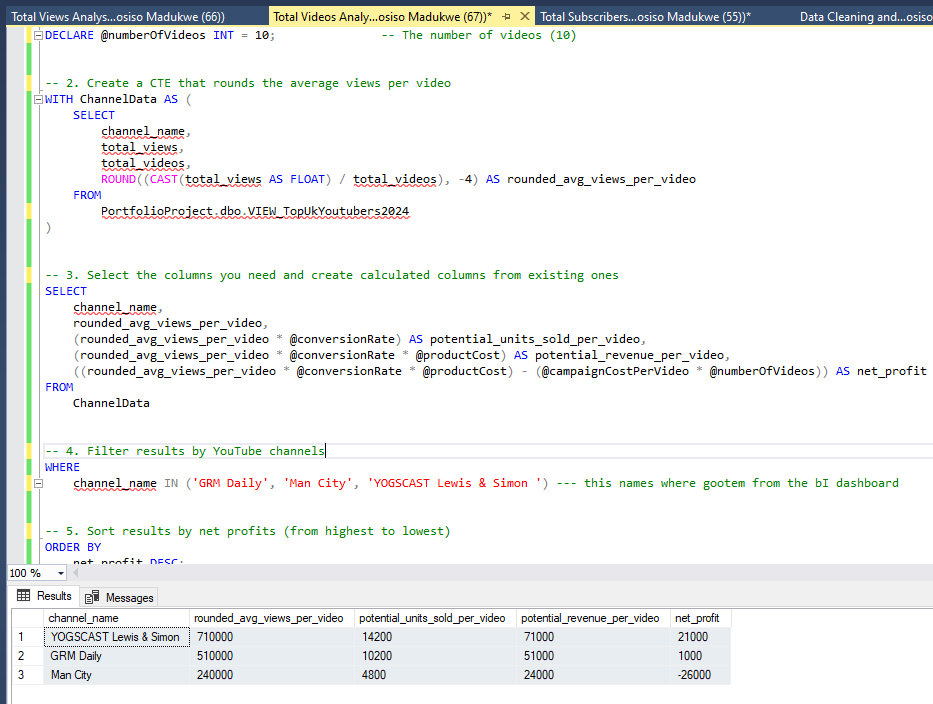 Total Views Analys...osiso Madukwe (66))
Total Videos Analy...osiso Madukwe (67))*
Total Subscribers...osiso Madukwe (55))*
Data Cleaning and...osiso
DECLARE @numberOfVideos INT = 10; -- The number of videos (10)
-- 2. Create a CTE that rounds the average views per video
WITH ChannelData AS (
SELECT
channel_name,
total_views,
total_videos,
ROUND((CAST(total_views AS FLOAT) / total_videos), -4) AS rounded_avg_views_per_video
FROM
PortfolioProject.dbo.VIEW_TopUkYoutubers2024
)
-- 3. Select the columns you need and create calculated columns from existing ones
SELECT
channel_name,
rounded_avg_views_per_video,
(rounded_avg_views_per_video * @conversionRate) AS potential_units_sold_per_video,
(rounded_avg_views_per_video * @conversionRate * @productCost) AS potential_revenue_per_video,
((rounded_avg_views_per_video * @conversionRate * @productCost) - (@campaignCostPerVideo * @numberOfVideos)) AS net_profit
FROM
ChannelData
-- 4. Filter results by YouTube channels
WHERE
channel_name IN ('GRM Daily', 'Man City', 'YOGSCAST Lewis & Simon ') --- this names where gootem from the bI dashboard
-- 5. Sort results by net profits (from highest to lowest)
ORDER BY
net_profit DESC;
100 %
Results Messages
channel_name rounded_avg_views_per_video potential_units_sold_per_video potential_revenue_per_video net_profit
1 YOGSCAST Lewis & Simon 710000 14200 71000 21000
2 GRM Daily 510000 10200 51000 1000
3 Man City 240000 4800 24000 -26000